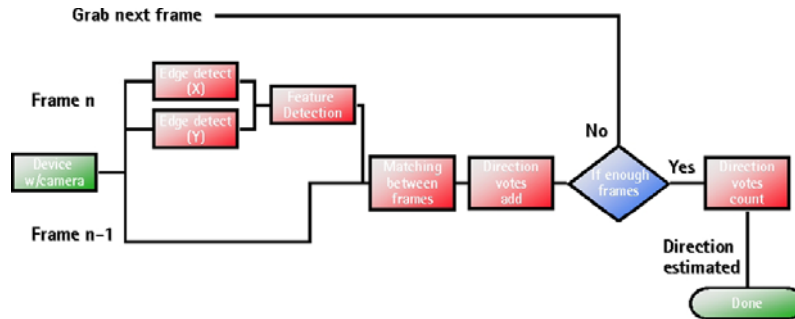 Grab next frame
Frame n
Edge detect
(X)
Edge detect
(Y)
Feature
Detection
Device
w/camera
Frame n-1
Matching
between
frames
Direction
votes
add
No
If enough
frames
Yes
Direction
votes
count
Direction
estimated
Done